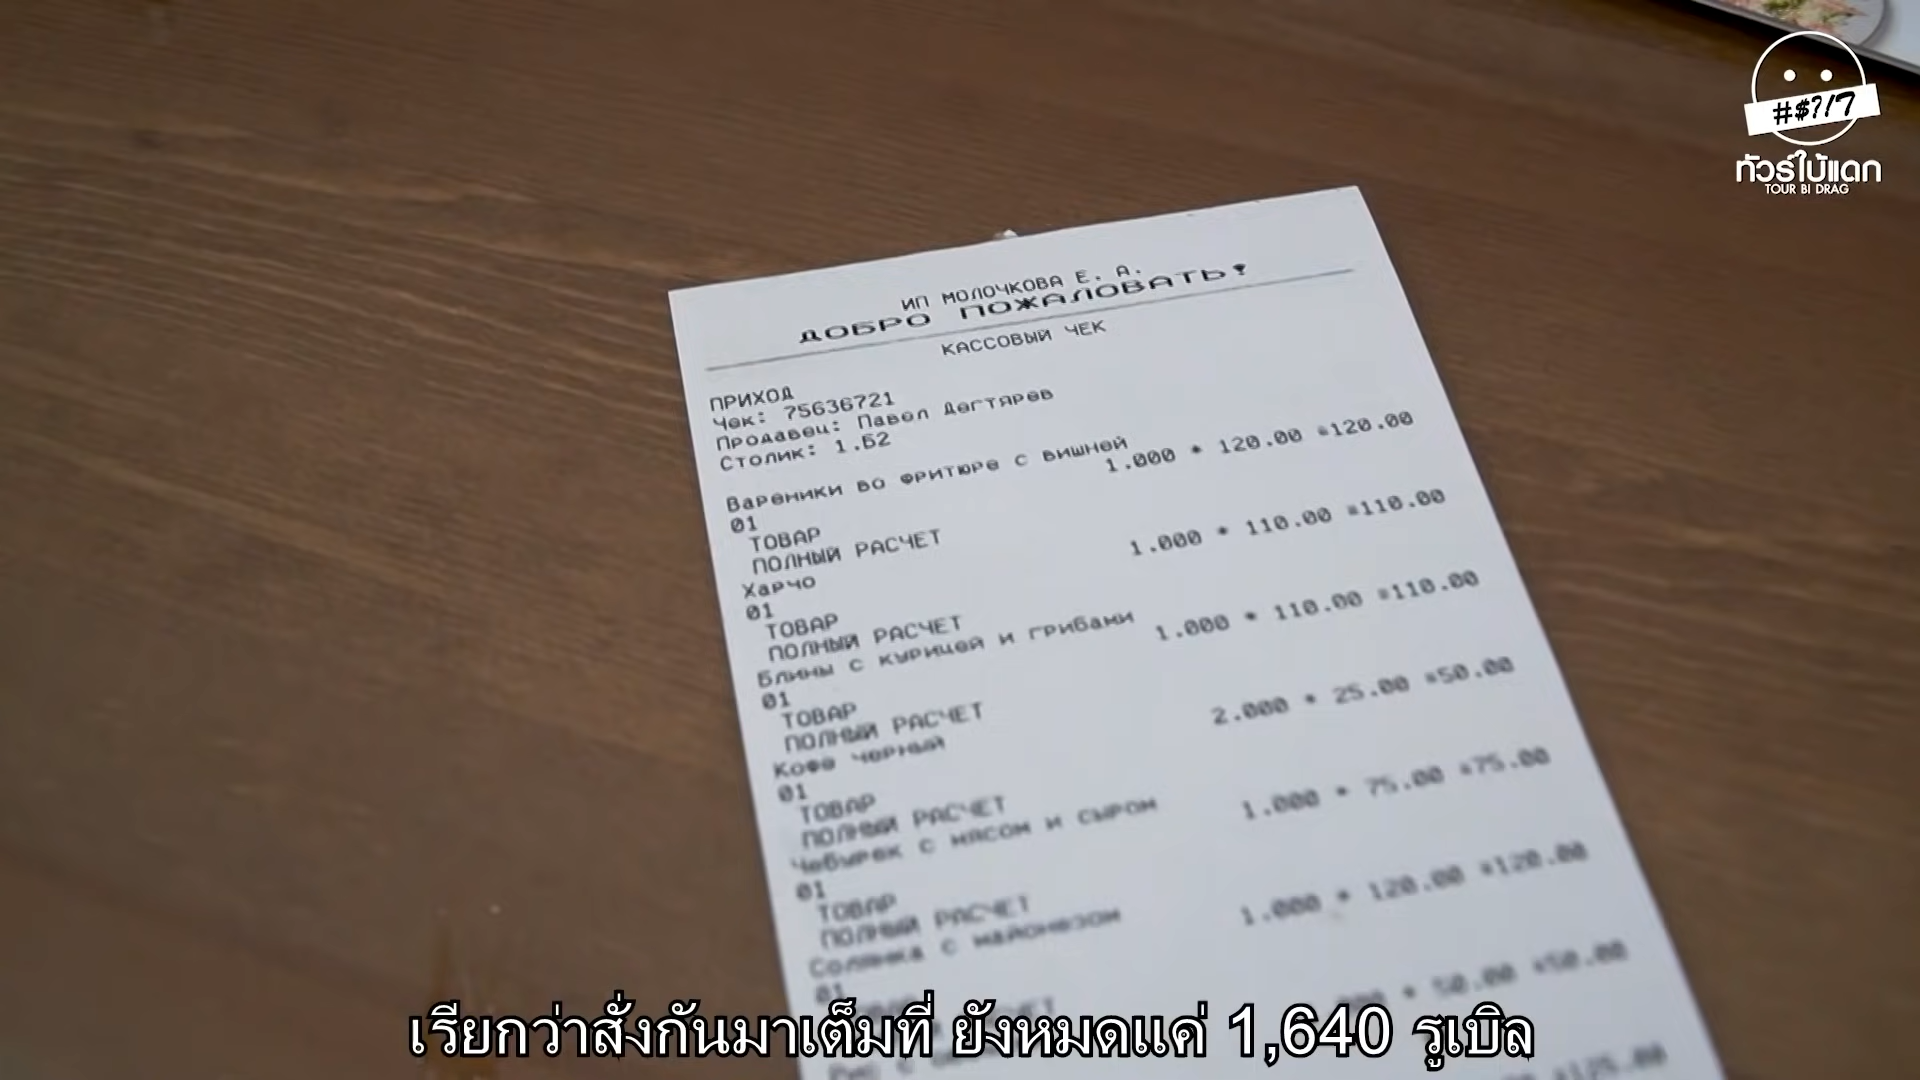 #$?!7
ทัวร์ใบ้แดก
TOUR BI DRAG
ИП МОЛОЧКОВА Е. А.
ДОБРО ПОЖАЛОВАТЬ!
КАССОВЫЙ ЧЕК
ПРИХОД
Чек: 75636721
Продавец: Павел Дегтярев
Столик: 1.Б2
Вареники во фритюре с вишней
1.000 * 120.00 =120.00
01
ТОВАР
ПОЛНЫЙ РАСЧЕТ
Харчо
1.000 * 110.00 =110.00
01
ТОВАР
ПОЛНЫЙ РАСЧЕТ
Блины с курицей и грибами
1.000 * 110.00 =110.00
01
ТОВАР
ПОЛНЫЙ РАСЧЕТ
Кофе черный
2.000 * 25.00 =50.00
01
ТОВАР
ПОЛНЫЙ РАСЧЕТ
Чебурек с мясом и сыром
1.000 * 75.00 =75.00
01
ТОВАР
ПОЛНЫЙ РАСЧЕТ
Солянка с майонезом
1.000 * 120.00 =120.00
01
* 50.00 =50.00
=125.00
เรียกว่าสั่งกันมาเต็มที่ ยังหมดแค่ 1,640 รูเบิล